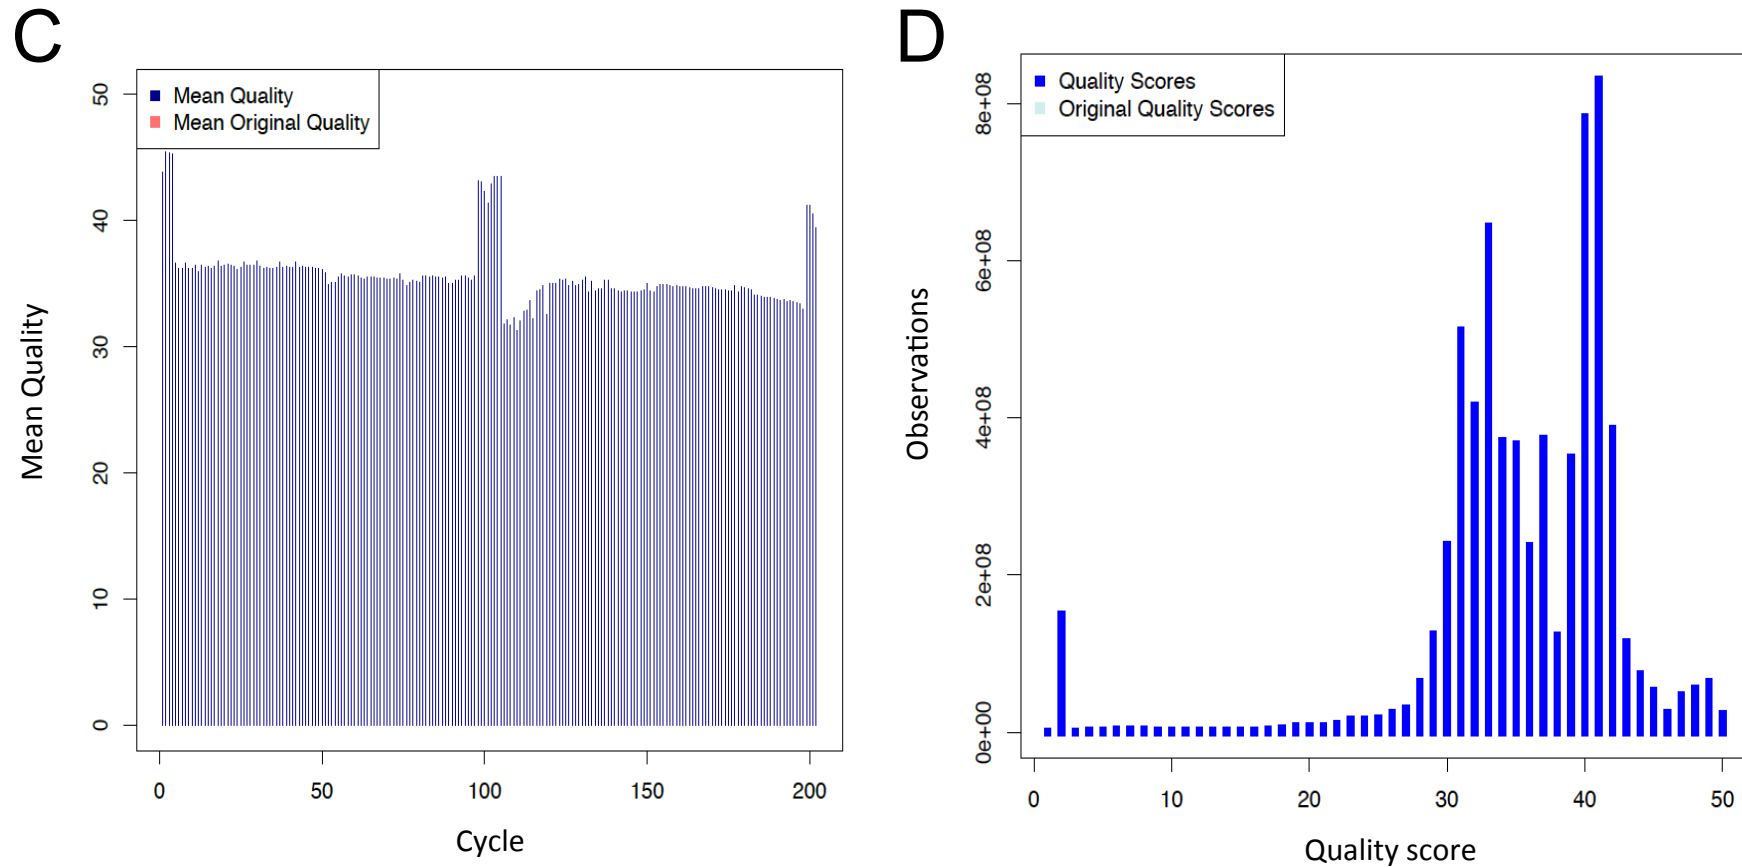 C
Mean Quality
Mean Original Quality
50
40
30
20
10
0
Mean Quality
0 50 100 150 200
Cycle
D
Quality Scores
Original Quality Scores
8e+08
6e+08
4e+08
2e+08
0e+00
Observations
0 10 20 30 40 50
Quality score